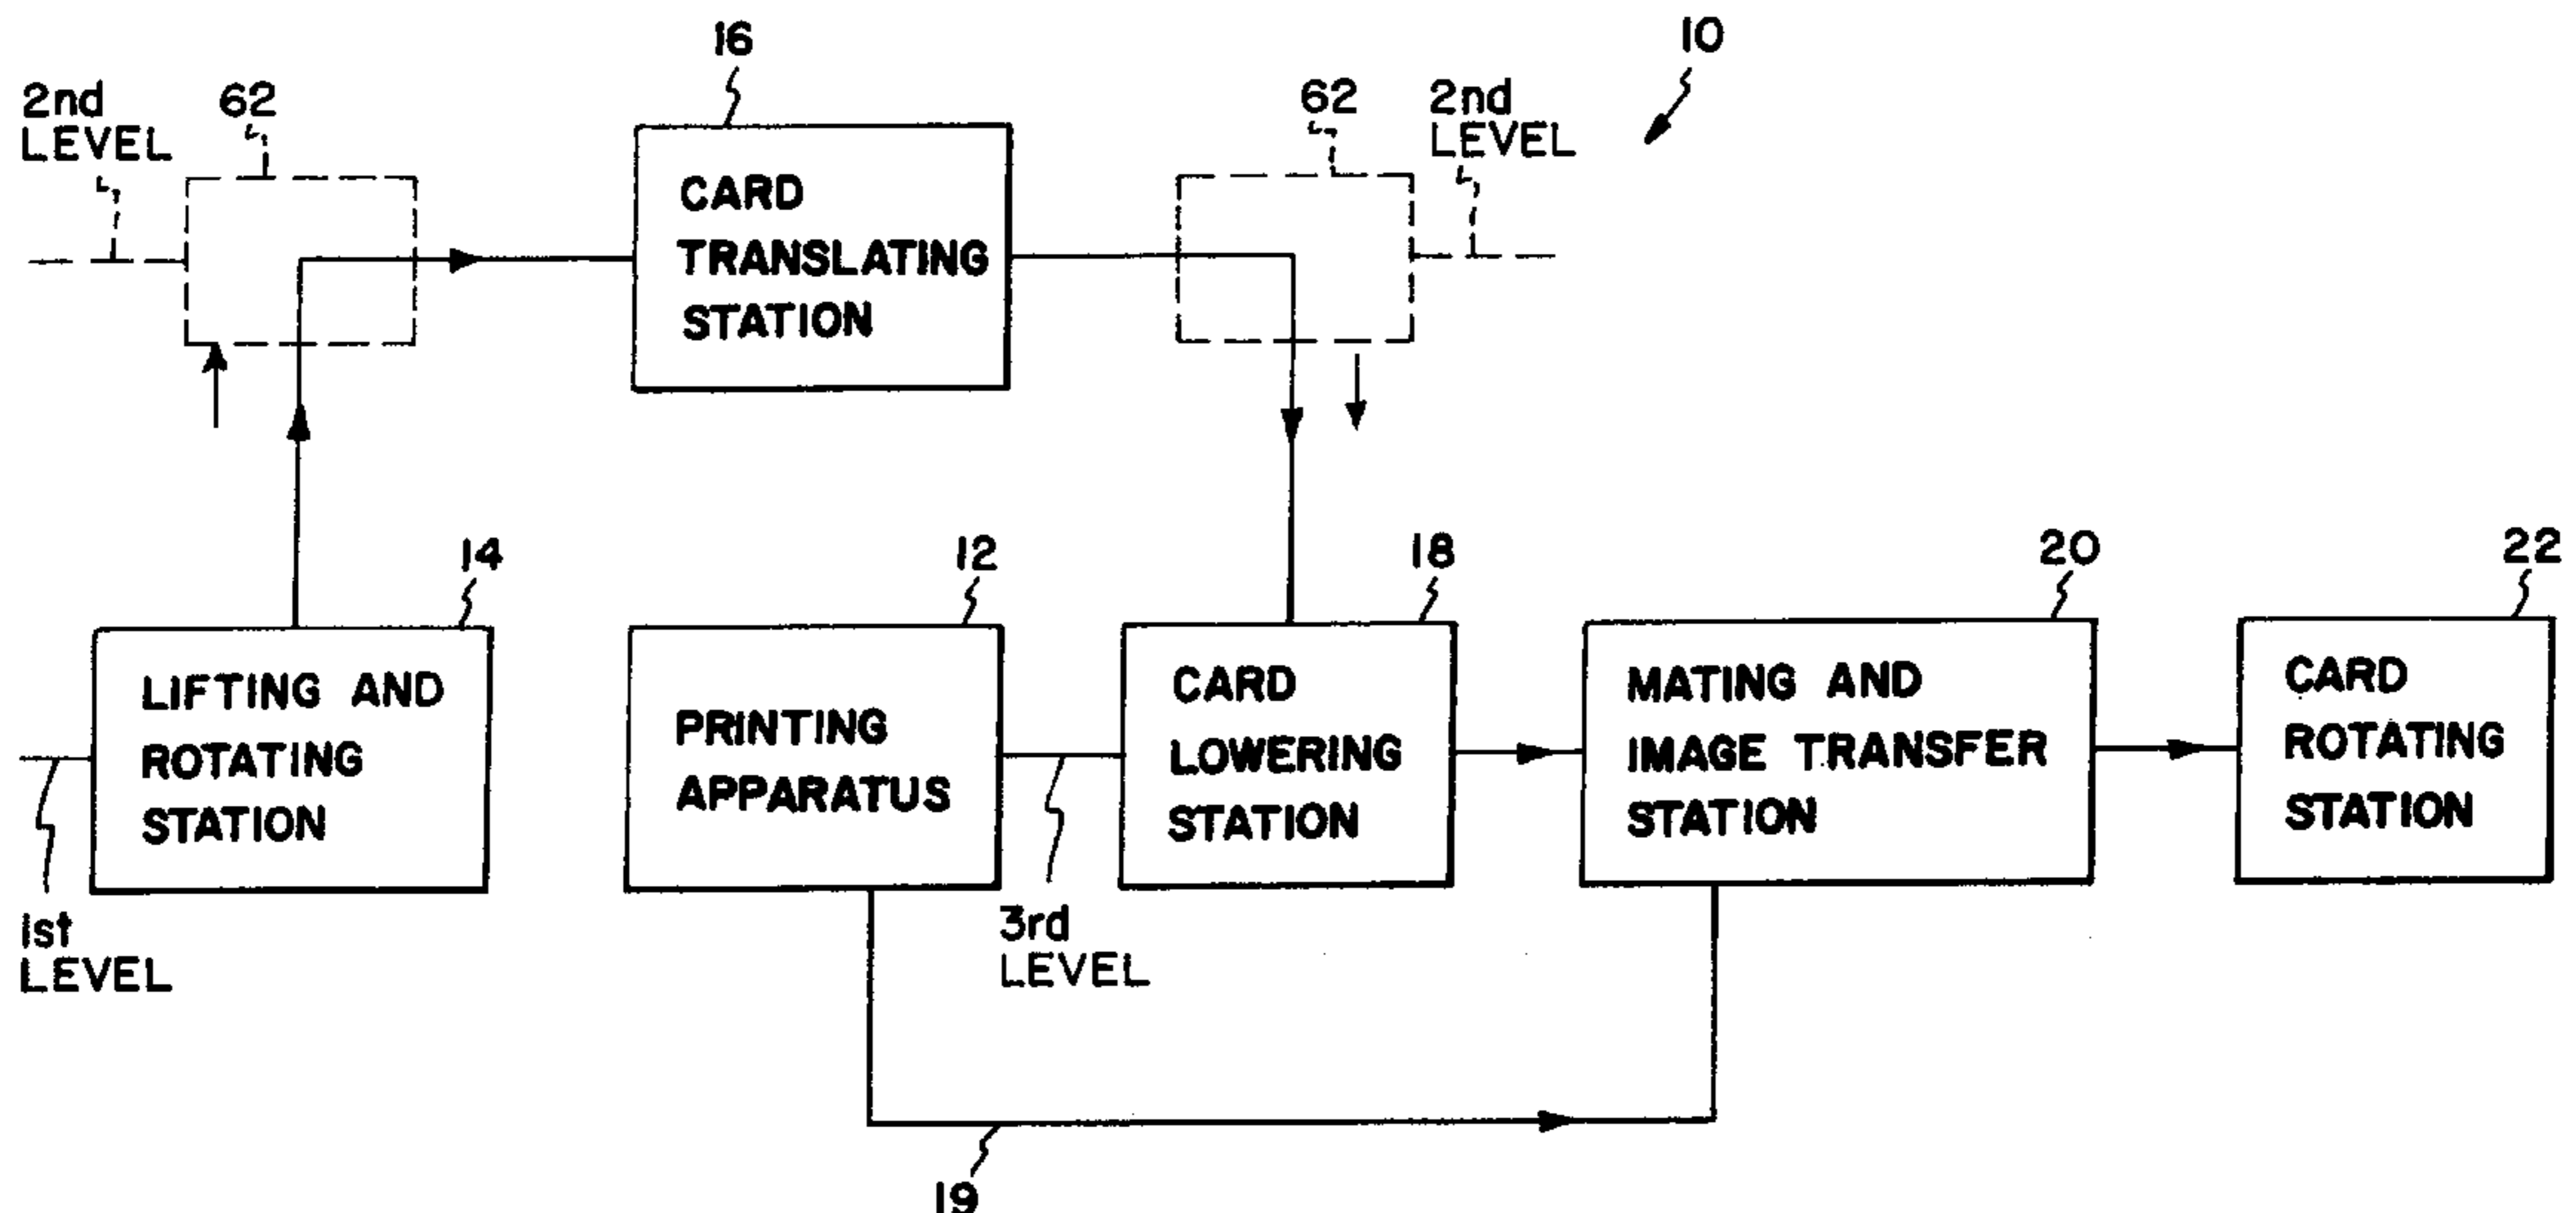 16
10
2nd
LEVEL
62
62
2nd
LEVEL
CARD
TRANSLATING
STATION
14
12
18
20
22
LIFTING AND
ROTATING
STATION
PRINTING
APPARATUS
CARD
LOWERING
STATION
MATING AND
IMAGE TRANSFER
STATION
CARD
ROTATING
STATION
1st
LEVEL
3rd
LEVEL
19